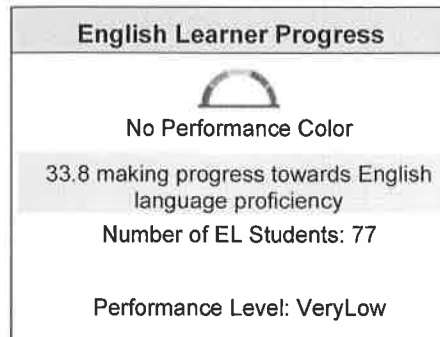 English Learner Progress
No Performance Color
33.8 making progress towards English
language proficiency
Number of EL Students: 77
Performance Level: VeryLow